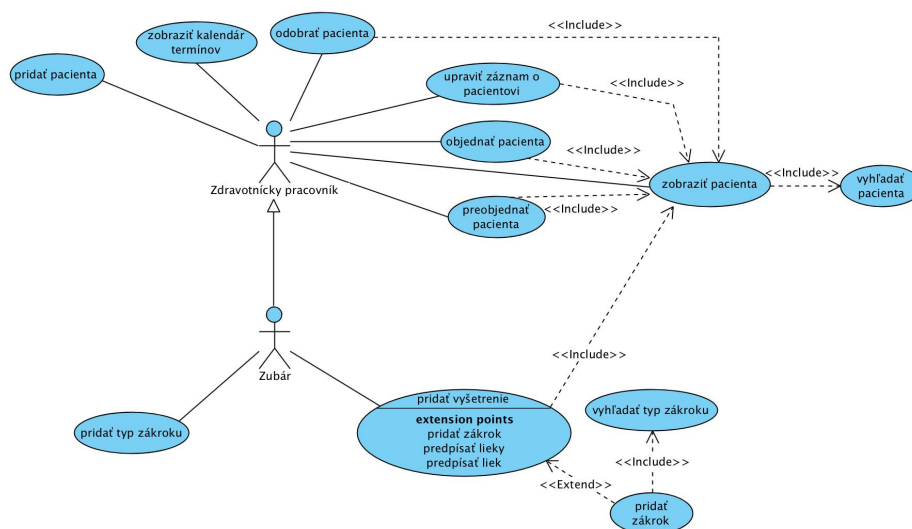 zobraziť kalendár
termínov
odobrať pacienta
<<Include>>
pridať pacienta
upraviť záznam o
pacientovi
<<Include>>
objednať pacienta
<<Include>>
Zdravotnícky pracovník
zobraziť pacienta
<<Include>>
vyhľadať
pacienta
preobjednať
pacienta
<<Include>>
Zubár
<<Include>>
pridať vyšetrenie
extension points
pridať zákrok
predpísať lieky
predpísať liek
vyhľadať typ zákroku
pridať typ zákroku
<<Include>>
<<Extend>>
pridať
zákrok